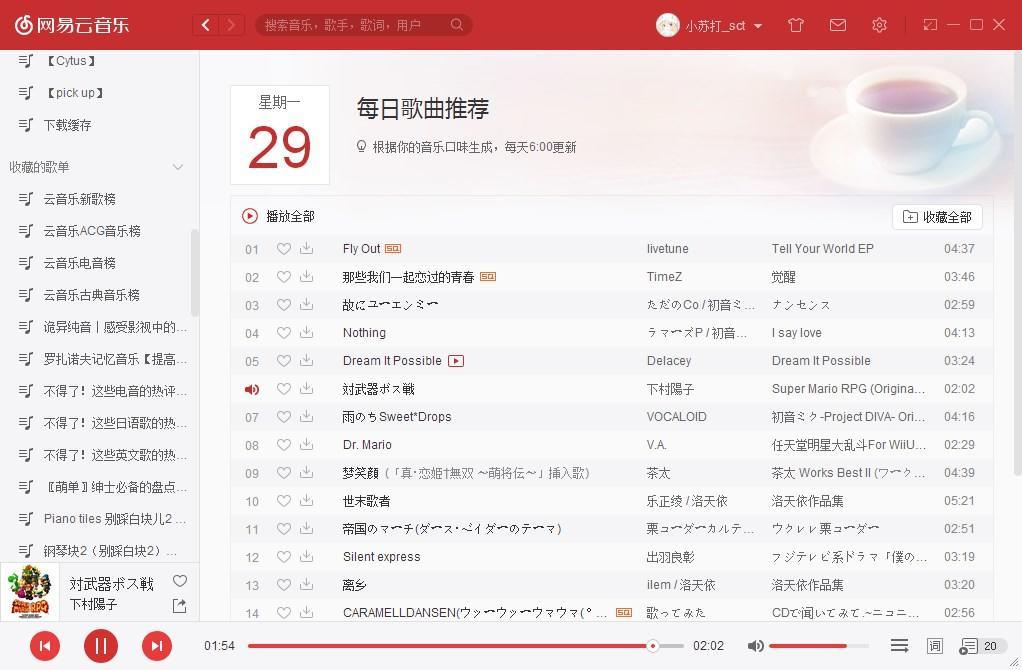 网易云音乐
搜索音乐，歌手，歌词，用户
小苏打_sct
【Cytus】
【pick up】
下载缓存
收藏的歌单
云音乐新歌榜
云音乐ACG音乐榜
云音乐电音榜
云音乐古典音乐榜
诡异纯音丨感受影视中的...
罗扎诺夫记忆音乐【提高...
不得了！这些电音的热评...
不得了！这些日语歌的热...
不得了！这些英文歌的热...
〖萌单〗绅士必备的盘点...
Piano tiles 别踩白块儿2 ...
钢琴块2（别踩白块2）...
対武器ボス戦
下村陽子
星期一
29
每日歌曲推荐
根据你的音乐口味生成，每天6:00更新
播放全部
收藏全部
01 Fly Out SQ livetune Tell Your World EP 04:37
02 那些我们一起恋过的青春 SQ TimeZ 觉醒 03:46
03 故にユーエンミー ただのCo / 初音ミ... ナンセンス 02:59
04 Nothing ラマーズP / 初音... I say love 04:13
05 Dream It Possible Delacey Dream It Possible 03:24
対武器ボス戦 下村陽子 Super Mario RPG (Origina... 02:02
07 雨のちSweet*Drops VOCALOID 初音ミク-Project DIVA- Ori... 04:16
08 Dr. Mario V.A. 任天堂明星大乱斗For WiiU... 02:29
09 梦笑顔（「真·恋姫†無双 ～萌将伝～」挿入歌） 茶太 茶太 Works Best II (ワーク... 04:39
10 世末歌者 乐正绫 / 洛天依 洛天依作品集 05:21
11 帝国のマーチ(ダース・ベイダーのテーマ) 栗コーダーカルテ... ウクレレ栗コーダー 02:51
12 Silent express 出羽良彰 フジテレビ系ドラマ「僕の... 03:19
13 离乡 ilem / 洛天依 洛天依作品集 03:20
14 CARAMELLDANSEN(ウッーウッーウマウマ(ﾟ... SQ 歌ってみた CDで聞いてみて。~ニコニ... 02:56
01:54
02:02
词
20